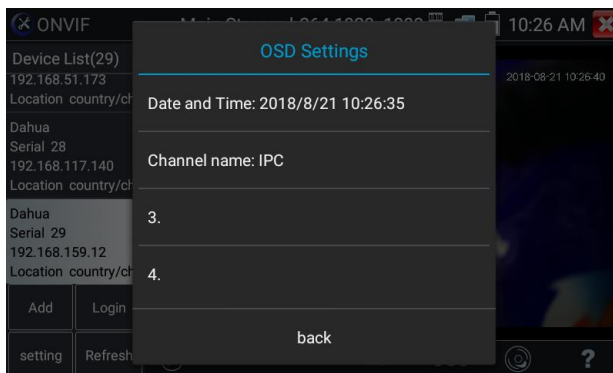 ONVIF
10:26 AM
Device List(29)
192.168.51.173
Location country/ch
Dahua
Serial 28
192.168.117.140
Location country/ch
Dahua
Serial 29
192.168.159.12
Location country/ch
Add
Login
setting
Refresh
OSD Settings
Date and Time: 2018/8/21 10:26:35
Channel name: IPC
3.
4.
back
2018-08-21 10:26:40
?